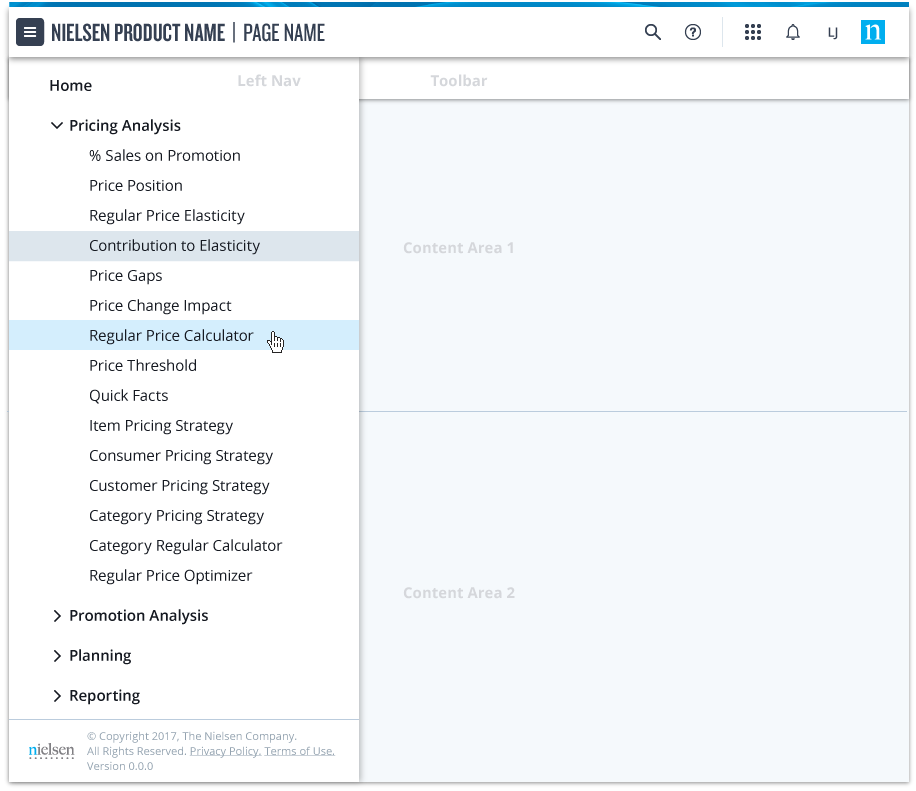 NIELSEN PRODUCT NAME | PAGE NAME
LJ
n
Left Nav
Toolbar
Home
Pricing Analysis
% Sales on Promotion
Price Position
Regular Price Elasticity
Contribution to Elasticity
Price Gaps
Price Change Impact
Regular Price Calculator
Price Threshold
Quick Facts
Item Pricing Strategy
Consumer Pricing Strategy
Customer Pricing Strategy
Category Pricing Strategy
Category Regular Calculator
Regular Price Optimizer
Promotion Analysis
Planning
Reporting
Content Area 1
Content Area 2
nielsen
© Copyright 2017, The Nielsen Company.
All Rights Reserved. Privacy Policy. Terms of Use.
Version 0.0.0